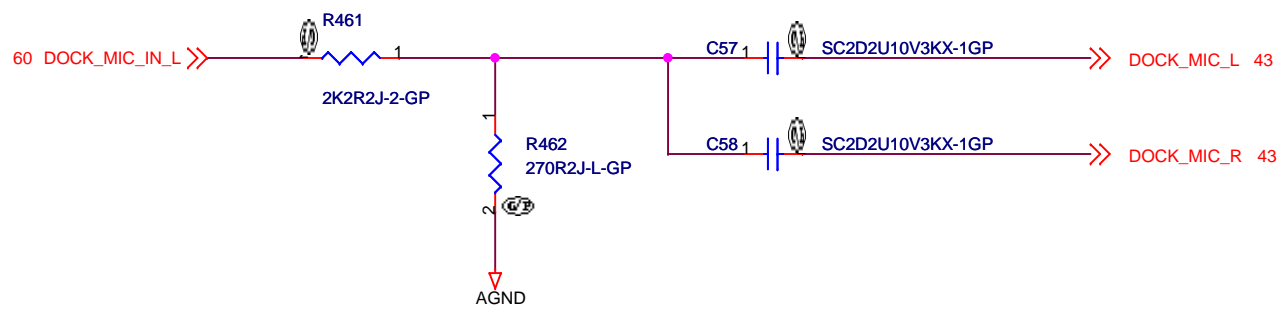 R461
60 DOCK_MIC_IN_L
1
2K2R2J-2-GP
C57
1
SC2D2U10V3KX-1GP
DOCK_MIC_L 43
1
R462
270R2J-L-GP
2
G/P
C58
1
SC2D2U10V3KX-1GP
DOCK_MIC_R 43
AGND